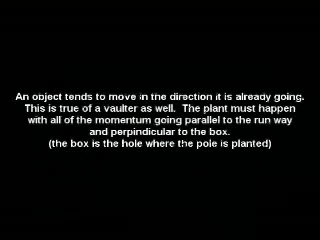 An object tends to move in the direction it is already going.
This is true of a vaulter as well.  The plant must happen
with all of the momentum going parallel to the run way
and perpindicular to the box.
(the box is the hole where the pole is planted)